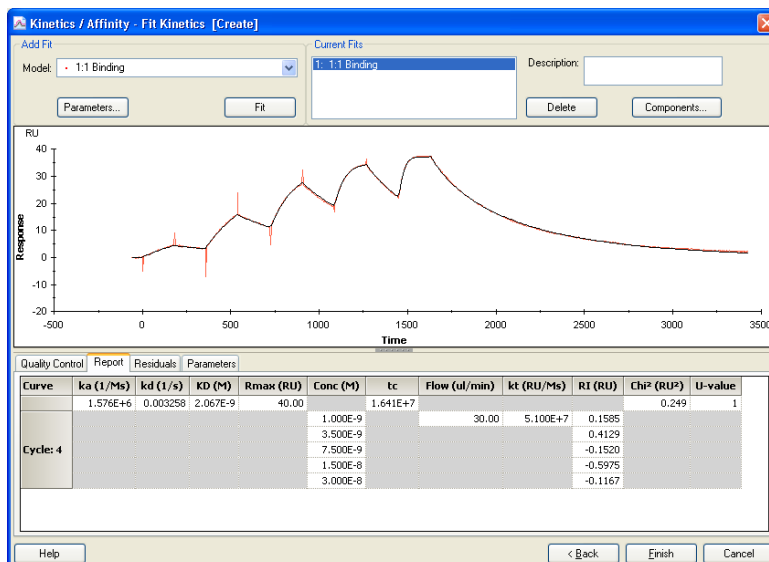 Kinetics / Affinity - Fit Kinetics [Create]
Add Fit
Current Fits
Model: 1:1 Binding
1: 1:1 Binding
Description:
Parameters... Fit Delete Components...
RU
40
30
20
10
0
-10
-20
Response
-500 0 500 1000 1500 2000 2500 3000 3500
Time
Quality Control Report Residuals Parameters
Curve ka (1/Ms) kd (1/s) KD (M) Rmax (RU) Conc (M) tc Flow (ul/min) kt (RU/Ms) RI (RU) Chi² (RU²) U-value
1.576E+6 0.003258 2.067E-9 40.00 1.641E+7 0.249 1
Cycle: 4
1.000E-9 30.00 5.100E+7 0.1585
3.500E-9 0.4129
7.500E-9 -0.1520
1.500E-8 -0.5975
3.000E-8 -0.1167
Help < Back Finish Cancel